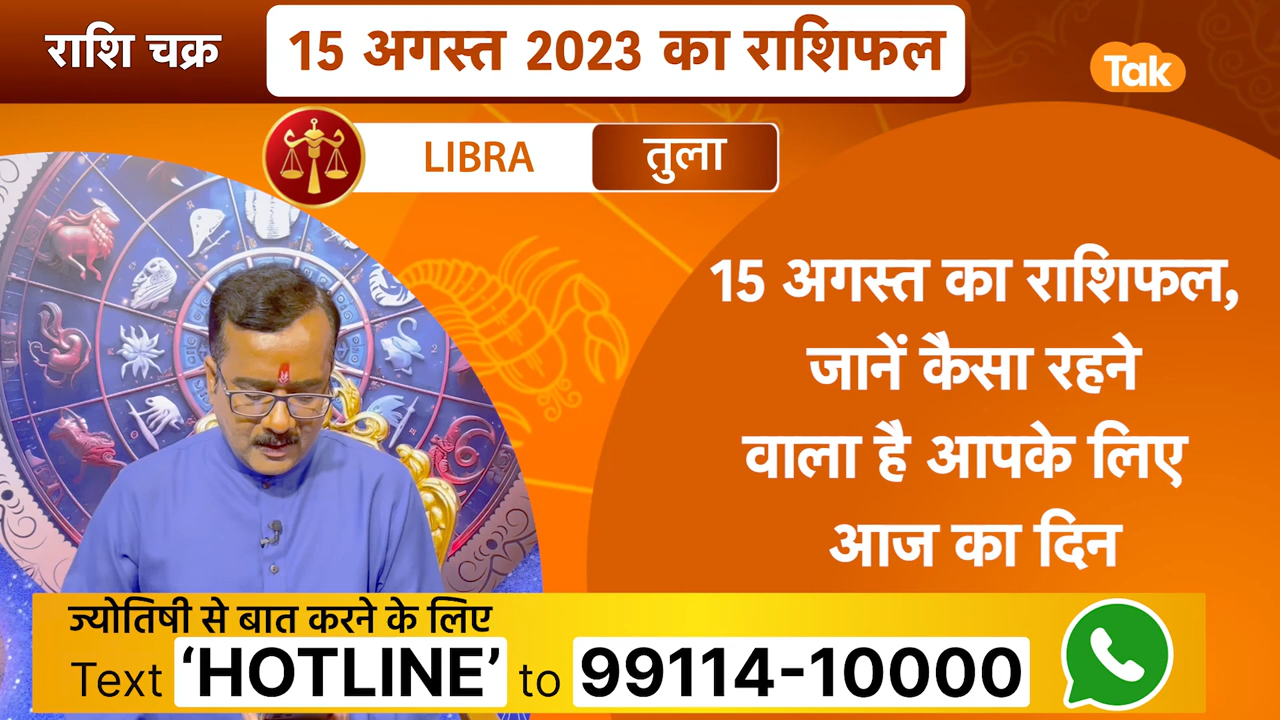 राशि चक्र
15 अगस्त 2023 का राशिफल
Tak
LIBRA
तुला
15 अगस्त का राशिफल,
जानें कैसा रहने
वाला है आपके लिए
आज का दिन
ज्योतिषी से बात करने के लिए
Text ‘HOTLINE’ to 99114-10000